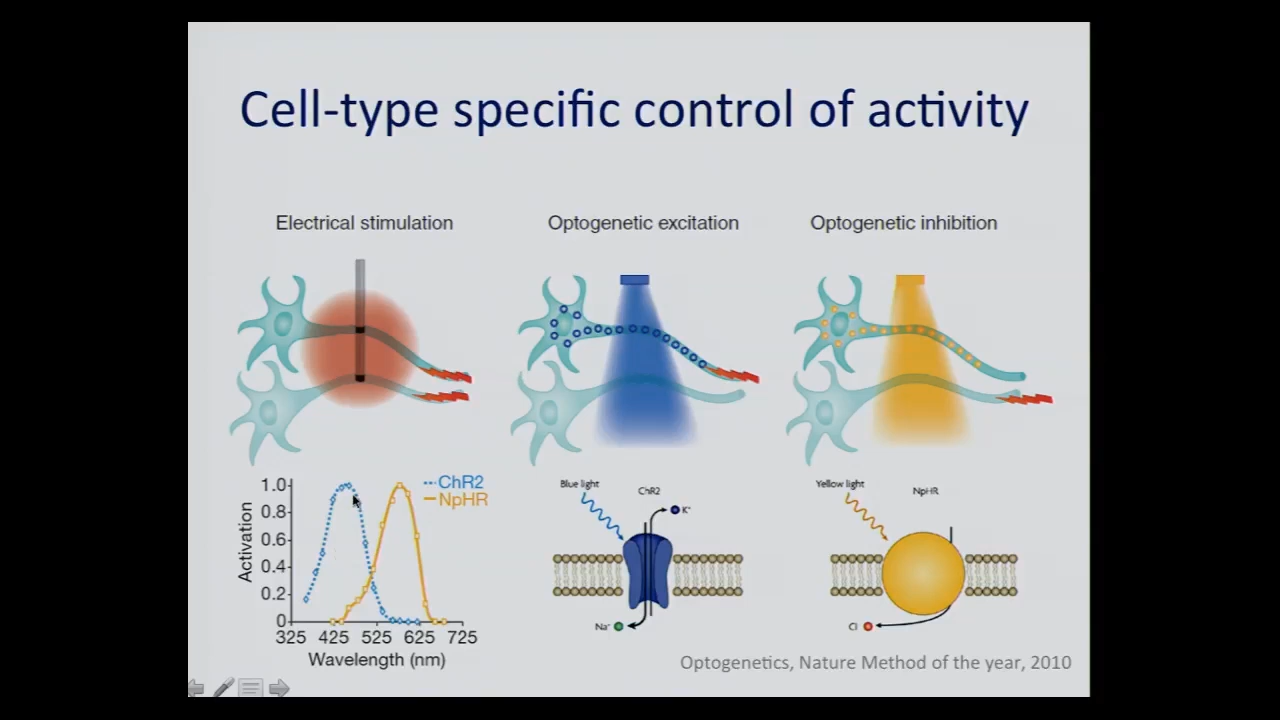 Cell-type specific control of activity
Electrical stimulation
Optogenetic excitation
Optogenetic inhibition
ChR2
NpHR
1.0
0.8
0.6
0.4
0.2
0
Activation
325 425 525 625 725
Wavelength (nm)
Blue light
ChR2
K⁺
Na⁺
Yellow light
NpHR
Cl
Optogenetics, Nature Method of the year, 2010